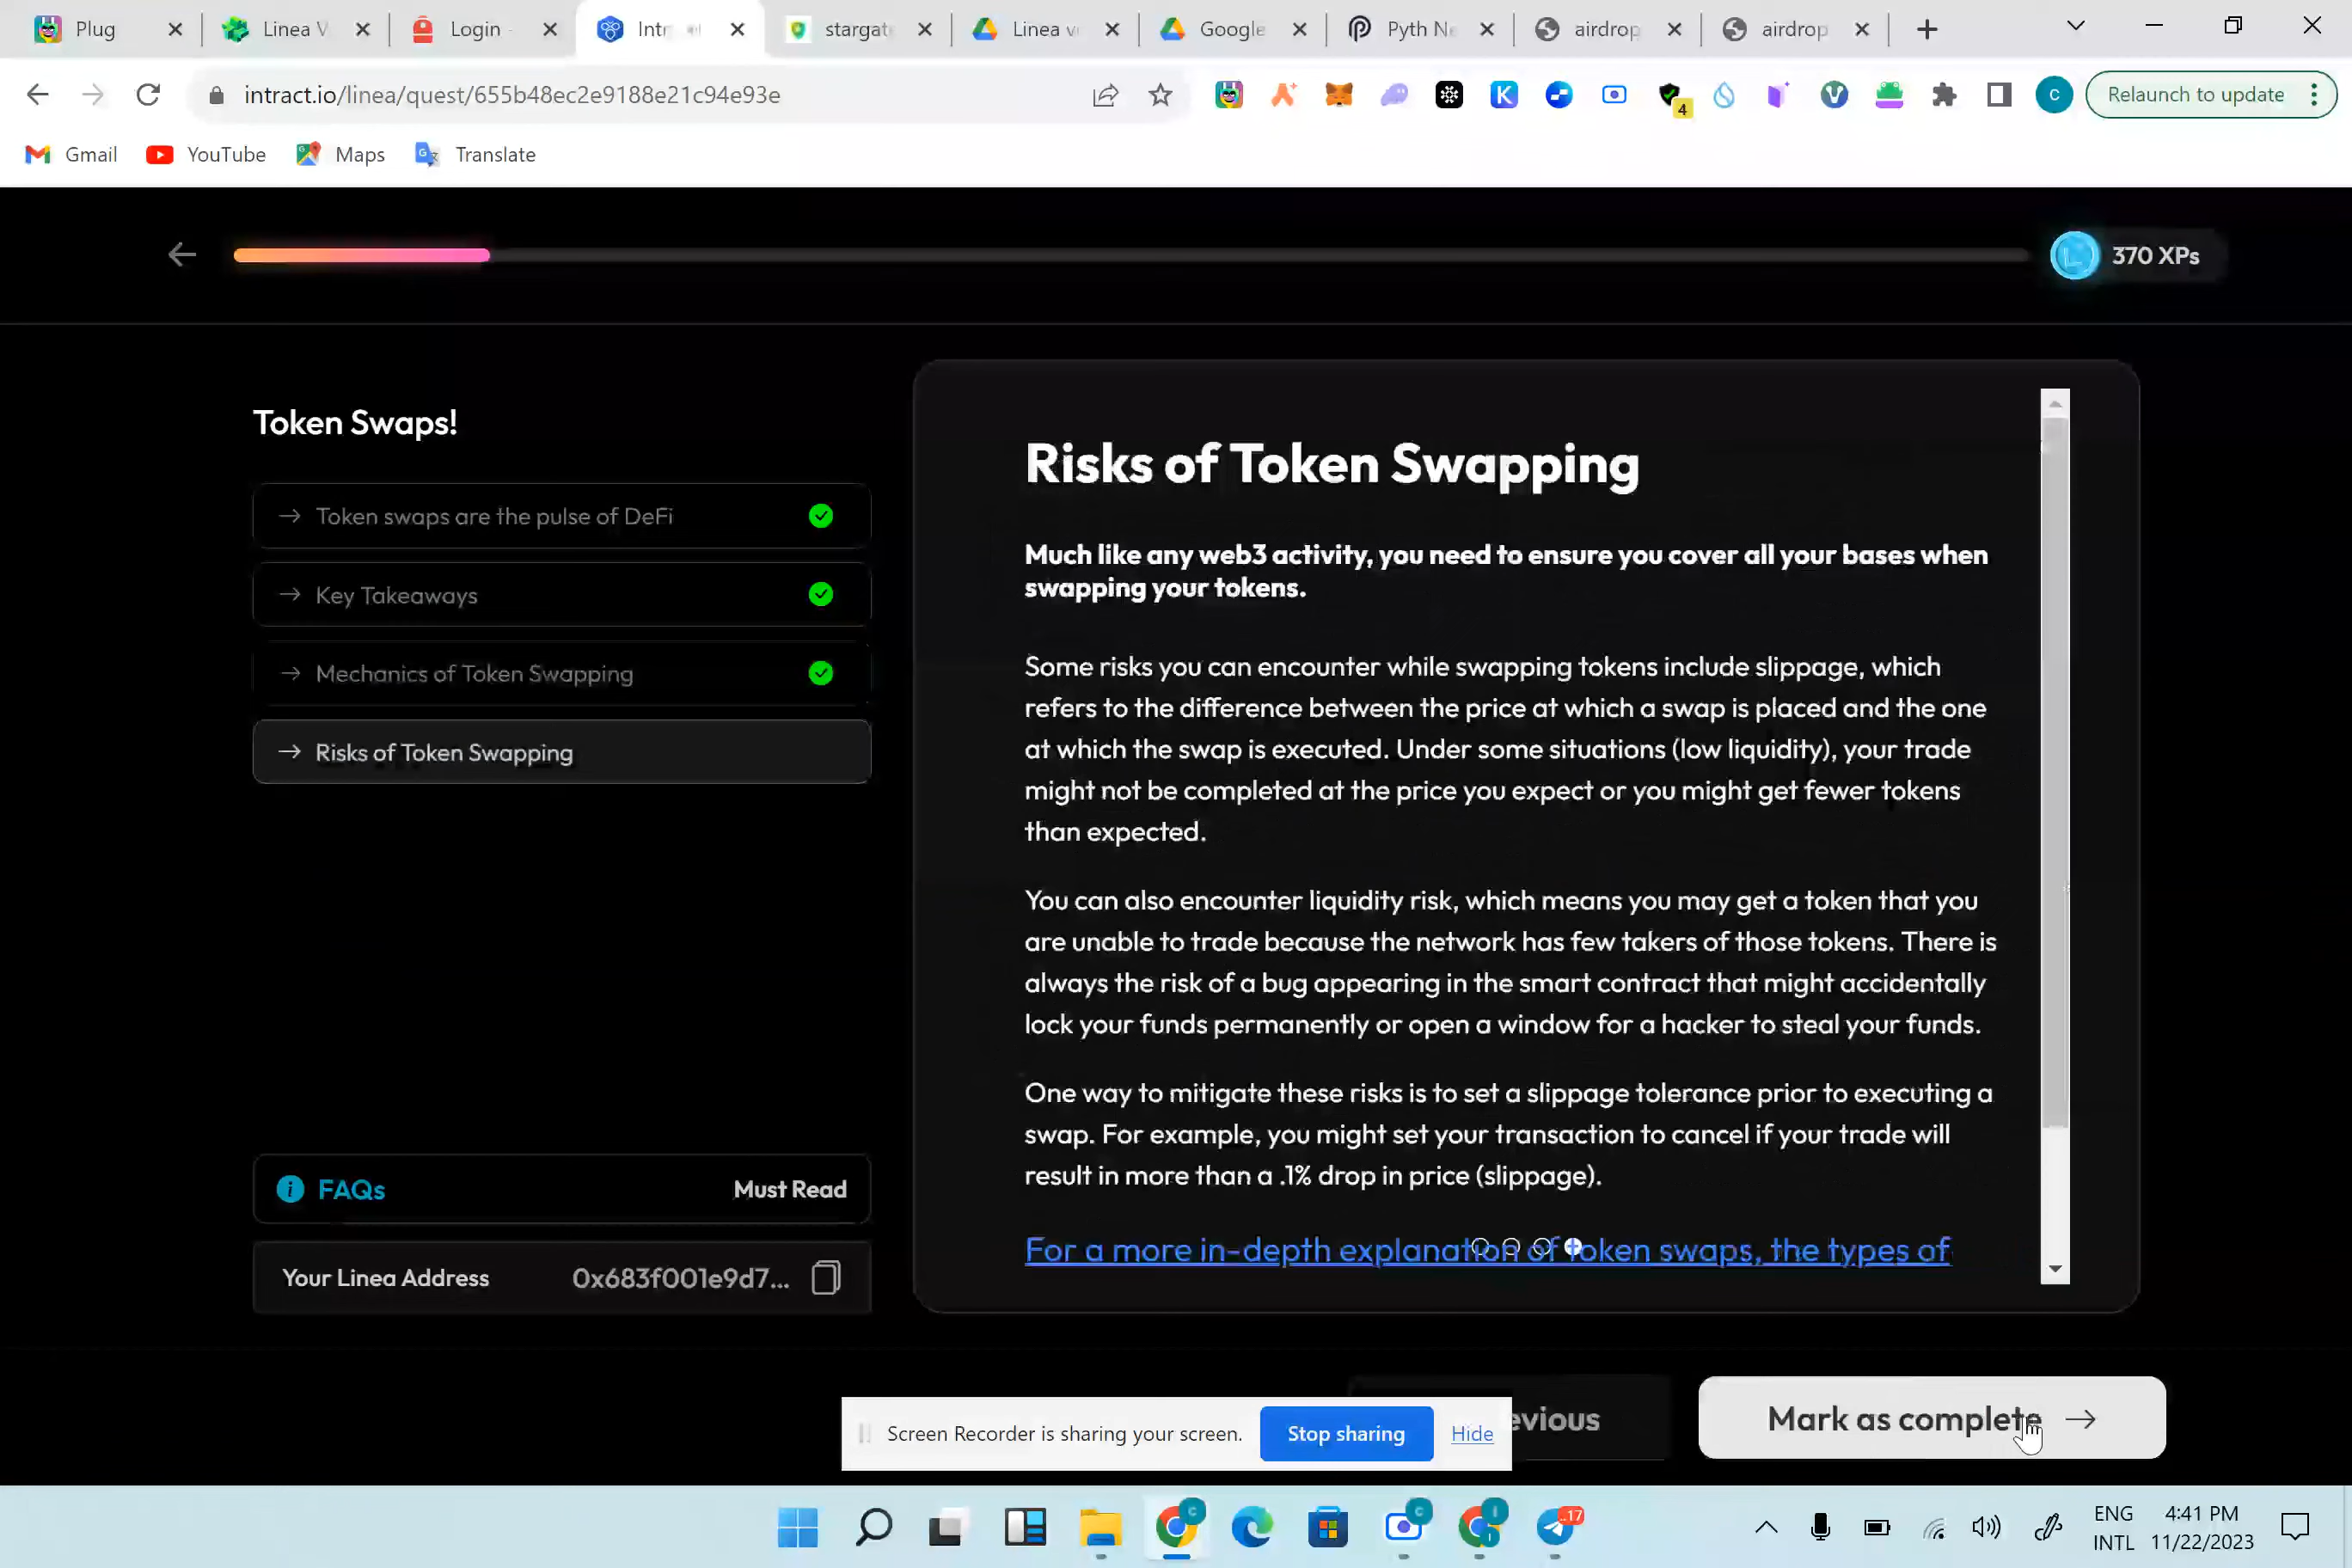 Plug
Linea V
Login -
Intr
stargat
Linea v
Google
Pyth Ne
airdrop
airdrop
intract.io/linea/quest/655b48ec2e9188e21c94e93e
4
C
Relaunch to update
Gmail
YouTube
Maps
Translate
370 XPs
Token Swaps!
→ Token swaps are the pulse of DeFi
→ Key Takeaways
→ Mechanics of Token Swapping
→ Risks of Token Swapping
FAQs
Must Read
Your Linea Address
0x683f001e9d7...
Risks of Token Swapping
Much like any web3 activity, you need to ensure you cover all your bases when
swapping your tokens.
Some risks you can encounter while swapping tokens include slippage, which
refers to the difference between the price at which a swap is placed and the one
at which the swap is executed. Under some situations (low liquidity), your trade
might not be completed at the price you expect or you might get fewer tokens
than expected.
You can also encounter liquidity risk, which means you may get a token that you
are unable to trade because the network has few takers of those tokens. There is
always the risk of a bug appearing in the smart contract that might accidentally
lock your funds permanently or open a window for a hacker to steal your funds.
One way to mitigate these risks is to set a slippage tolerance prior to executing a
swap. For example, you might set your transaction to cancel if your trade will
result in more than a .1% drop in price (slippage).
For a more in-depth explanation of token swaps, the types of
evious
Mark as complete →
Screen Recorder is sharing your screen.
Stop sharing
Hide
17
ENG
INTL
4:41 PM
11/22/2023